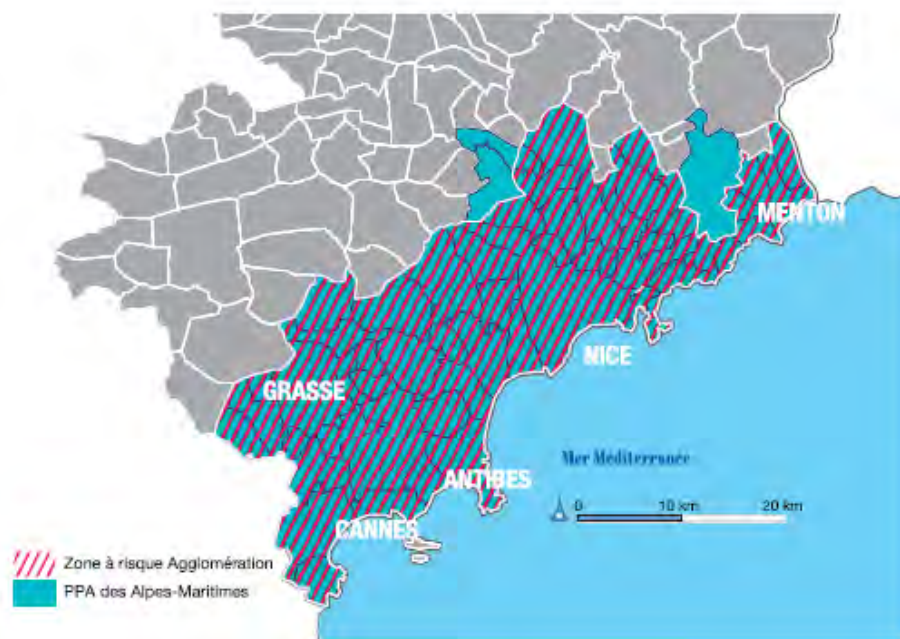 MENTON
NICE
GRASSE
Mer Méditerranée
ANTIBES
0 10 km 20 km
CANNES
Zone à risque Agglomération
PPA des Alpes-Maritimes